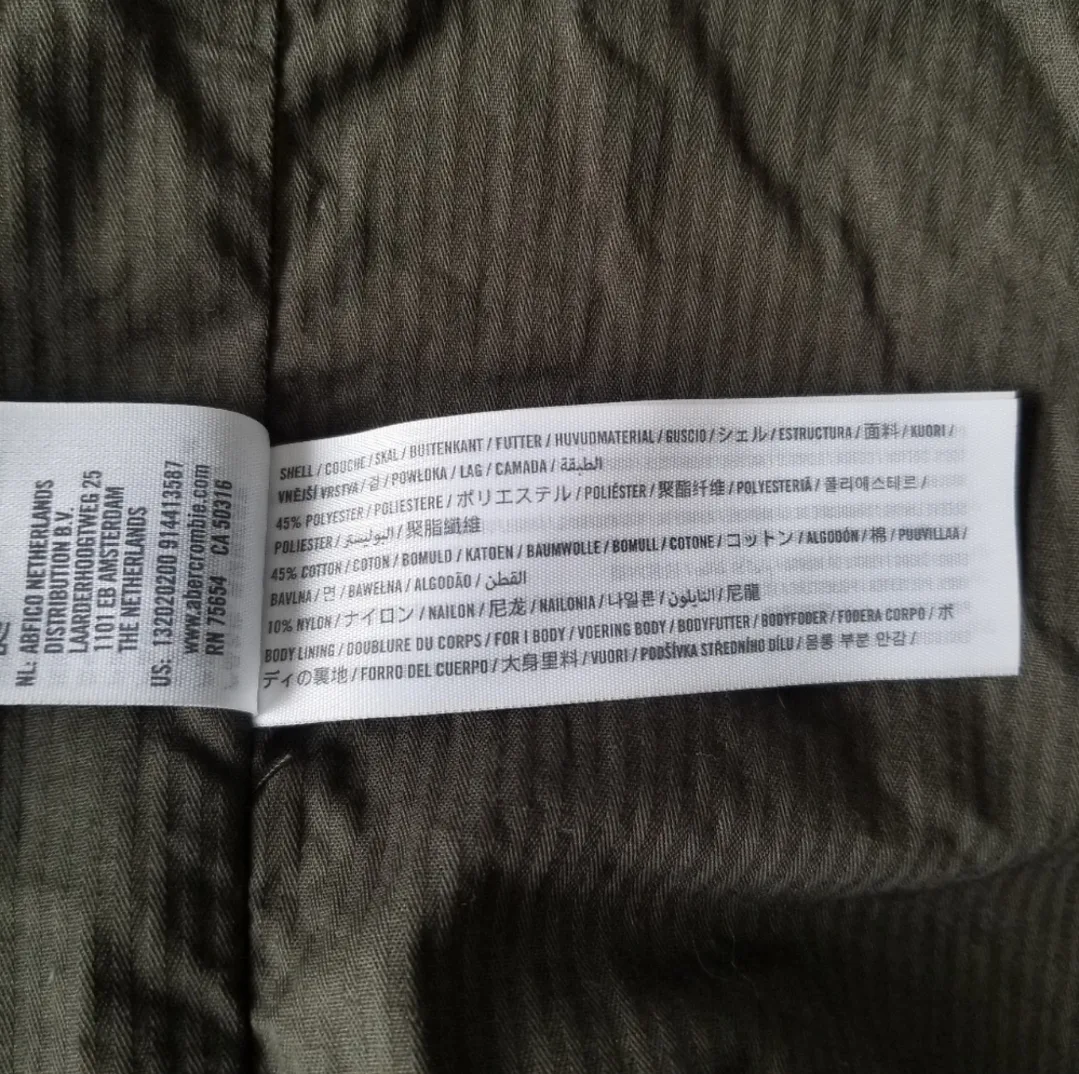 NL: ABFICO NETHERLANDS
DISTRIBUTION B.V.
LAARDERHOOGTWEG 25
1101 EB AMSTERDAM
THE NETHERLANDS
US: 132020200 914413587
www.abercrombie.com
RN 75654 CA 50316
SHELL / COUCHE / SKAL / BUITENKANT / FUTTER / HUVUDMATERIAL / GUSCIO / シェル / ESTRUCTURA / 面料 / KUORI /
VNĚJŠÍ VRSTVA / 겉 / POWŁOKA / LAG / CAMADA / الطبقة
45% POLYESTER / POLIESTERE / ポリエステル / POLIÉSTER / 聚酯纤维 / POLYESTERIÄ / 폴리에스테르 /
POLIESTER / البوليستر / 聚脂纖維
45% COTTON / COTON / BOMULD / KATOEN / BAUMWOLLE / BOMULL / COTONE / コットン / ALGODÓN / 棉 / PUUVILLAA /
BAVLNA / 면 / BAWEŁNA / ALGODÃO / القطن
10% NYLON / ナイロン / NAILON / 尼龙 / NAILONIA / 나일론 / النايلون / 尼龍
BODY LINING / DOUBLURE DU CORPS / FOR I BODY / VOERING BODY / BODYFUTTER / BODYFODER / FODERA CORPO / ボ
ディの裏地 / FORRO DEL CUERPO / 大身里料 / VUORI / PODŠÍVKA STŘEDNÍHO DÍLU / 몸통 부분 안감 /